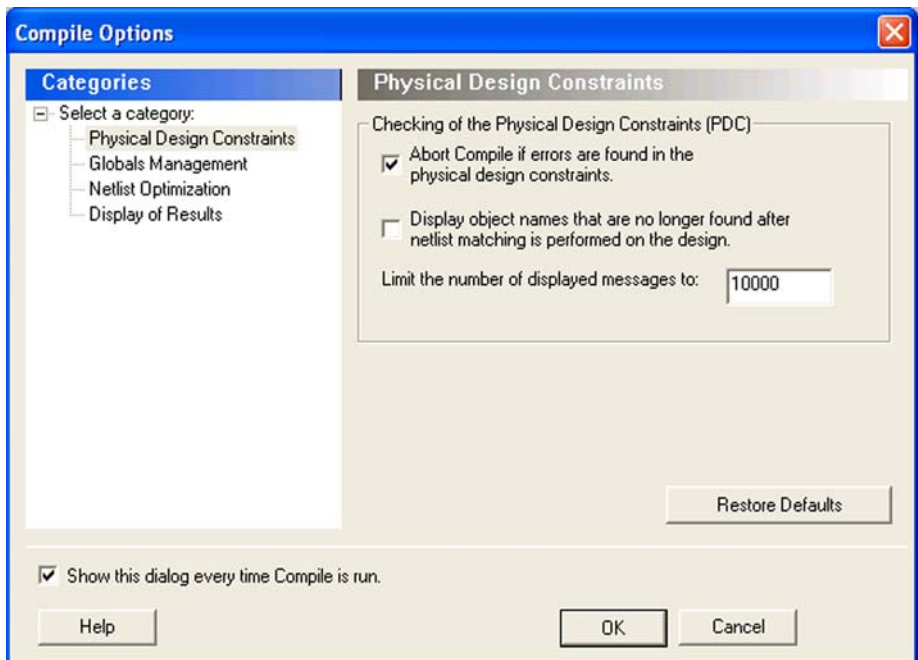 Compile Options
Categories
Select a category:
Physical Design Constraints
Globals Management
Netlist Optimization
Display of Results
Physical Design Constraints
Checking of the Physical Design Constraints (PDC)
Abort Compile if errors are found in the
physical design constraints.
Display object names that are no longer found after
netlist matching is performed on the design.
Limit the number of displayed messages to: 10000
Restore Defaults
Show this dialog every time Compile is run.
Help OK Cancel